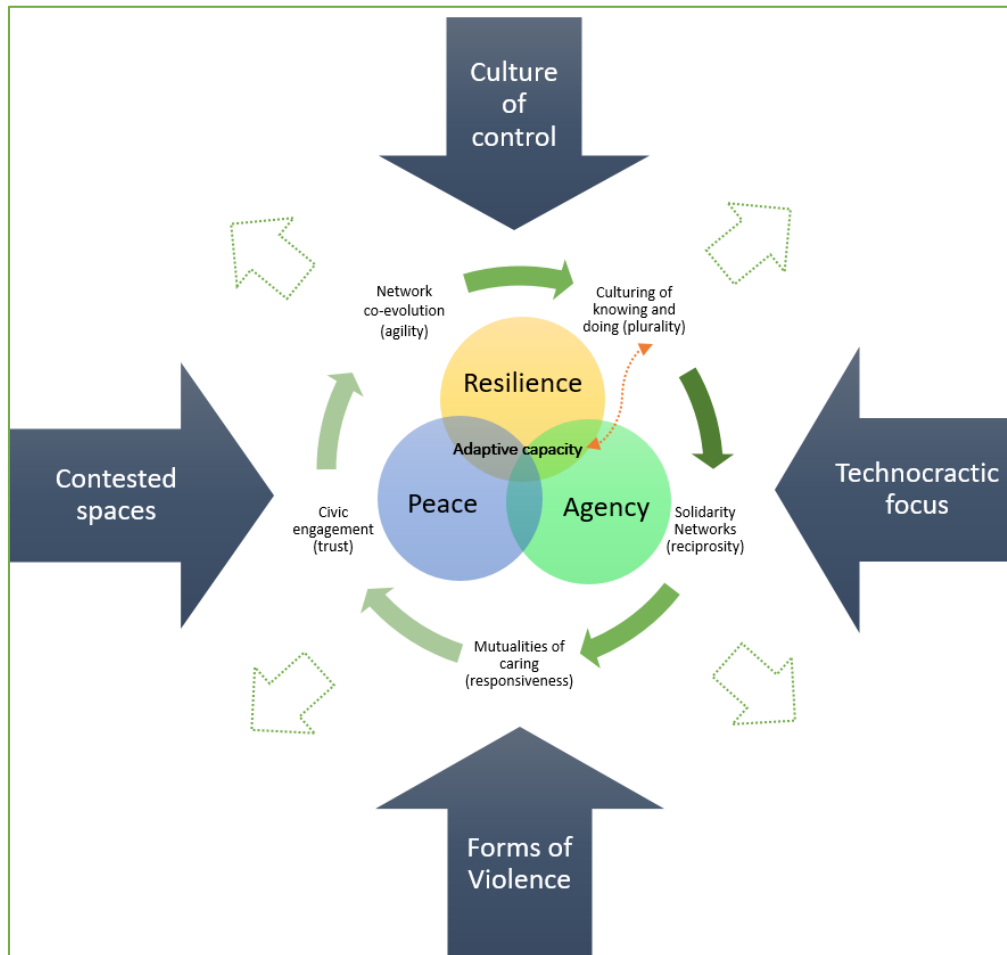 Culture
of
control
Network
co-evolution
(agility)
Culturing of
knowing and
doing (plurality)
Resilience
Adaptive capacity
Contested
spaces
Peace
Agency
Technocractic
focus
Civic
engagement
(trust)
Solidarity
Networks
(reciprosity)
Mutualities of
caring
(responsiveness)
Forms of
Violence